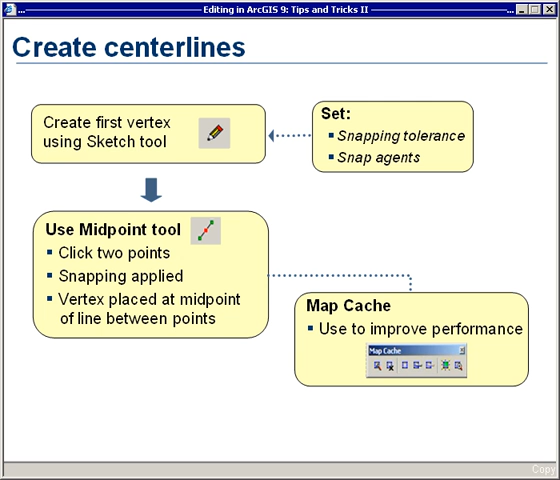 Editing in ArcGIS 9: Tips and Tricks II
Create centerlines
Create first vertex
using Sketch tool
Set:
Snapping tolerance
Snap agents
Use Midpoint tool
Click two points
Snapping applied
Vertex placed at midpoint
of line between points
Map Cache
Use to improve performance
Map Cache
Copy